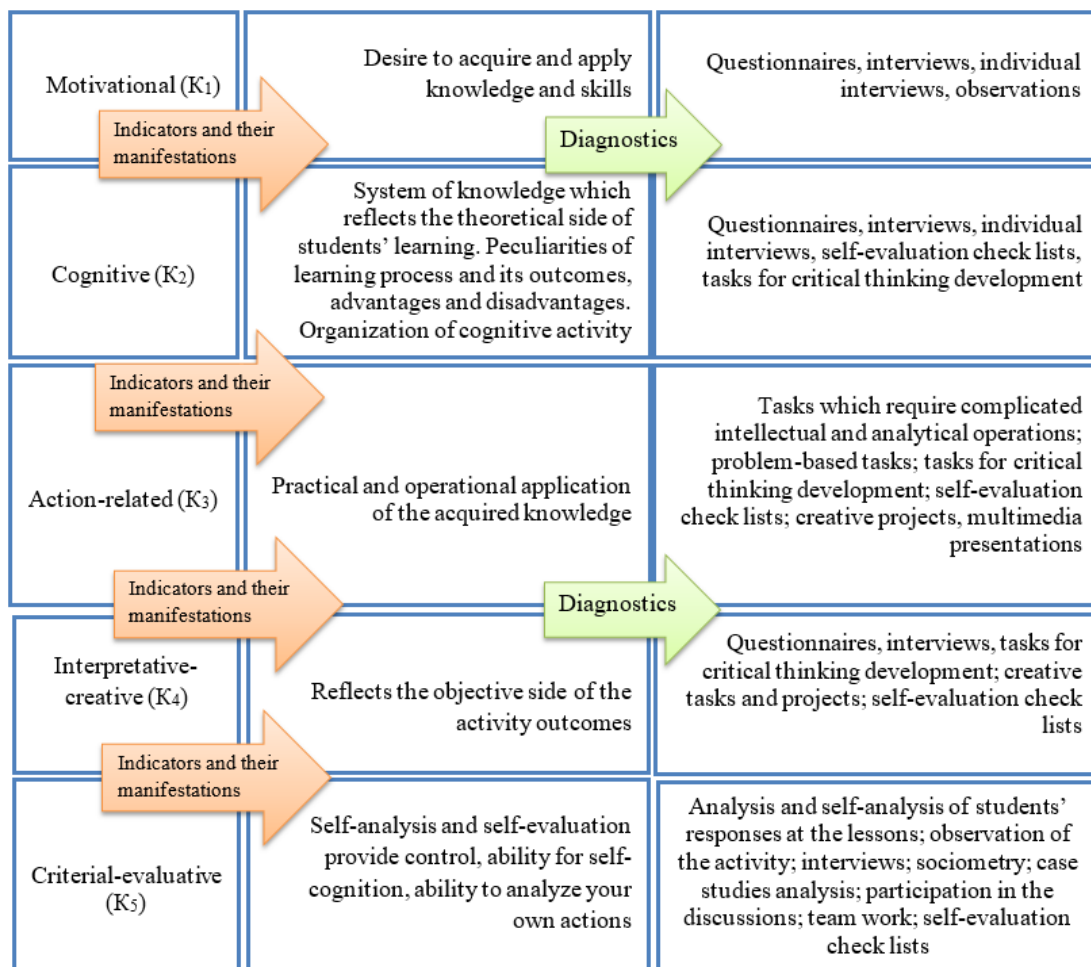 Motivational (K₁)
Desire to acquire and apply
knowledge and skills
Questionnaires, interviews, individual
interviews, observations
Indicators and their
manifestations
Diagnostics
Cognitive (K₂)
System of knowledge which
reflects the theoretical side of
students’ learning. Peculiarities of
learning process and its outcomes,
advantages and disadvantages.
Organization of cognitive activity
Questionnaires, interviews, individual
interviews, self-evaluation check lists,
tasks for critical thinking development
Indicators and their
manifestations
Action-related (K₃)
Practical and operational application
of the acquired knowledge
Tasks which require complicated
intellectual and analytical operations;
problem-based tasks; tasks for critical
thinking development; self-evaluation
check lists; creative projects, multimedia
presentations
Indicators and their
manifestations
Diagnostics
Interpretative-
creative (K₄)
Reflects the objective side of the
activity outcomes
Questionnaires, interviews, tasks for
critical thinking development; creative
tasks and projects; self-evaluation check
lists
Indicators and their
manifestations
Criterial-evaluative
(K₅)
Self-analysis and self-evaluation
provide control, ability for self-
cognition, ability to analyze your
own actions
Analysis and self-analysis of students’
responses at the lessons; observation of
the activity; interviews; sociometry; case
studies analysis; participation in the
discussions; team work; self-evaluation
check lists